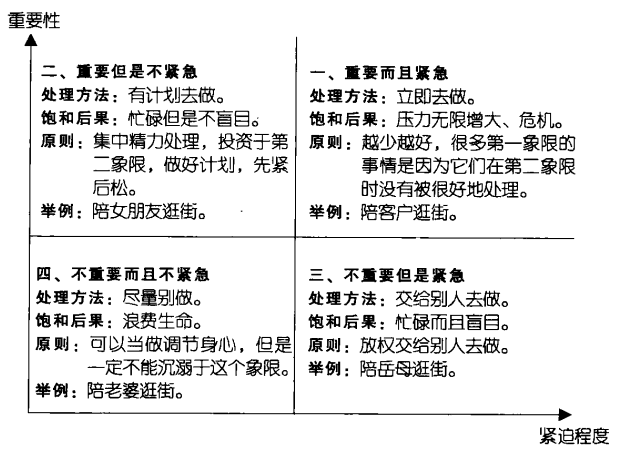 重要性
二、重要但是不紧急
处理方法：有计划去做。
饱和后果：忙碌但是不盲目。
原则：集中精力处理，投资于第
二象限，做好计划，先紧
后松。
举例：陪女朋友逛街。
一、重要而且紧急
处理方法：立即去做。
饱和后果：压力无限增大、危机。
原则：越少越好，很多第一象限的
事情是因为它们在第二象限
时没有被很好地处理。
举例：陪客户逛街。
四、不重要而且不紧急
处理方法：尽量别做。
饱和后果：浪费生命。
原则：可以当做调节身心，但是
一定不能沉溺于这个象限。
举例：陪老婆逛街。
三、不重要但是紧急
处理方法：交给别人去做。
饱和后果：忙碌而且盲目。
原则：放权交给别人去做。
举例：陪岳母逛街。
紧迫程度